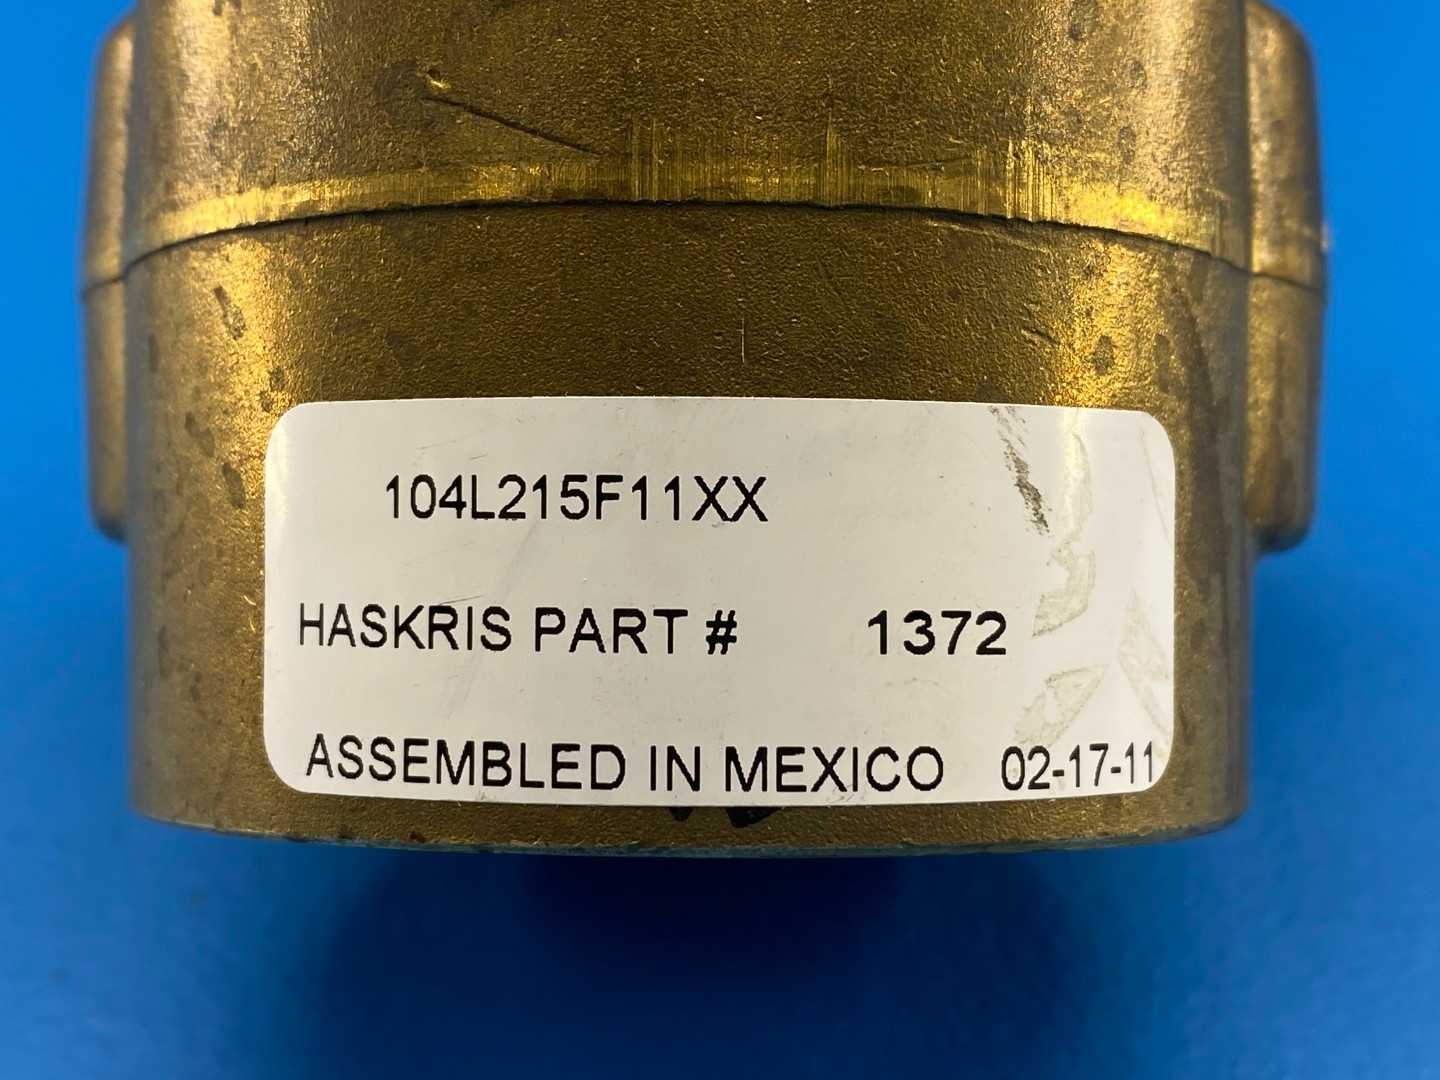 104L215F11XX
HASKRIS PART # 1372
ASSEMBLED IN MEXICO 02-17-11